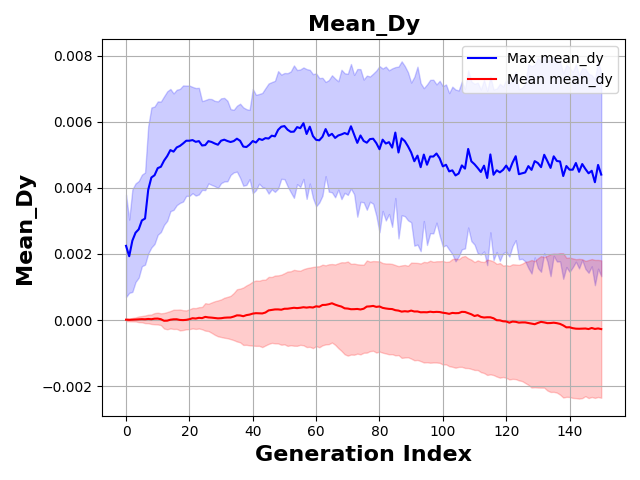 Mean_Dy
Max mean_dy
Mean mean_dy
0.008
0.006
0.004
0.002
0.000
−0.002
Mean_Dy
0 20 40 60 80 100 120 140
Generation Index